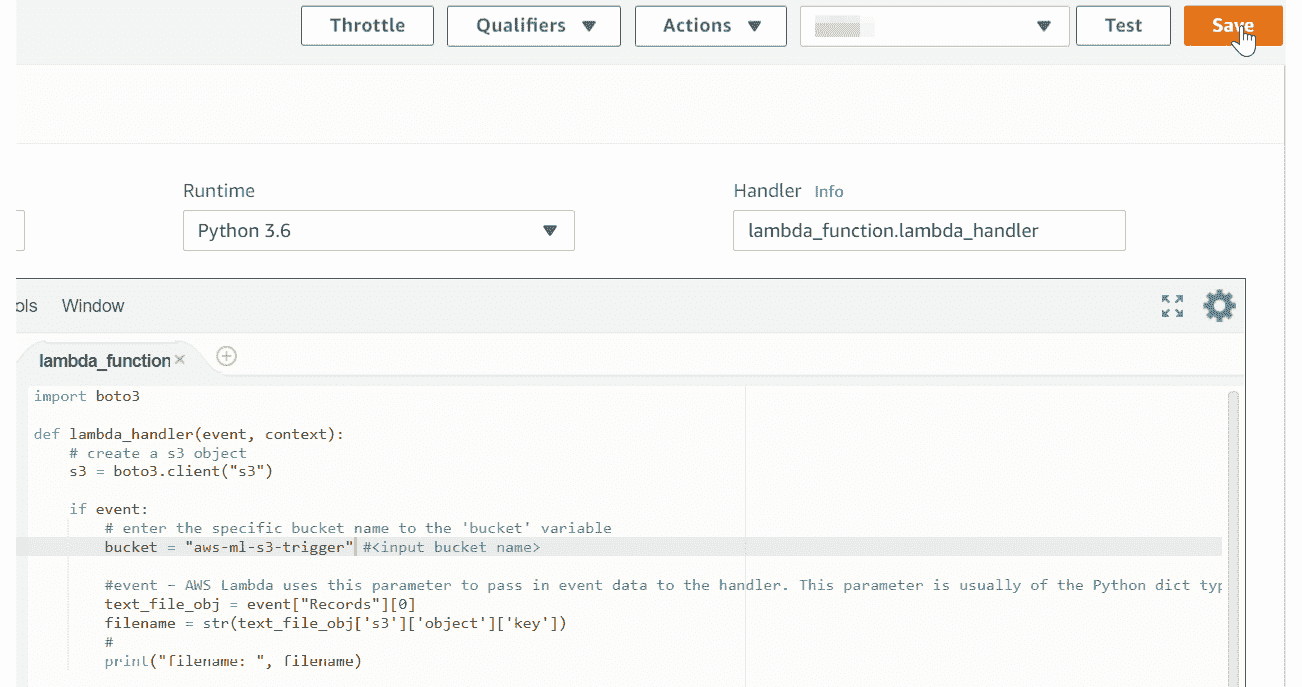 Throttle
Qualifiers
Actions
Test
Save
Runtime
Handler Info
Python 3.6
lambda_function.lambda_handler
ols Window
lambda_function
import boto3
def lambda_handler(event, context):
# create a s3 object
s3 = boto3.client("s3")
if event:
# enter the specific bucket name to the 'bucket' variable
bucket = "aws-ml-s3-trigger" #<input bucket name>
#event – AWS Lambda uses this parameter to pass in event data to the handler. This parameter is usually of the Python dict typ
text_file_obj = event["Records"][0]
filename = str(text_file_obj['s3']['object']['key'])
#
print("filename: ", filename)